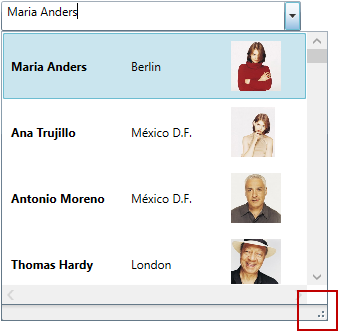 Maria Anders
Maria Anders Berlin
Ana Trujillo México D.F.
Antonio Moreno México D.F.
Thomas Hardy London